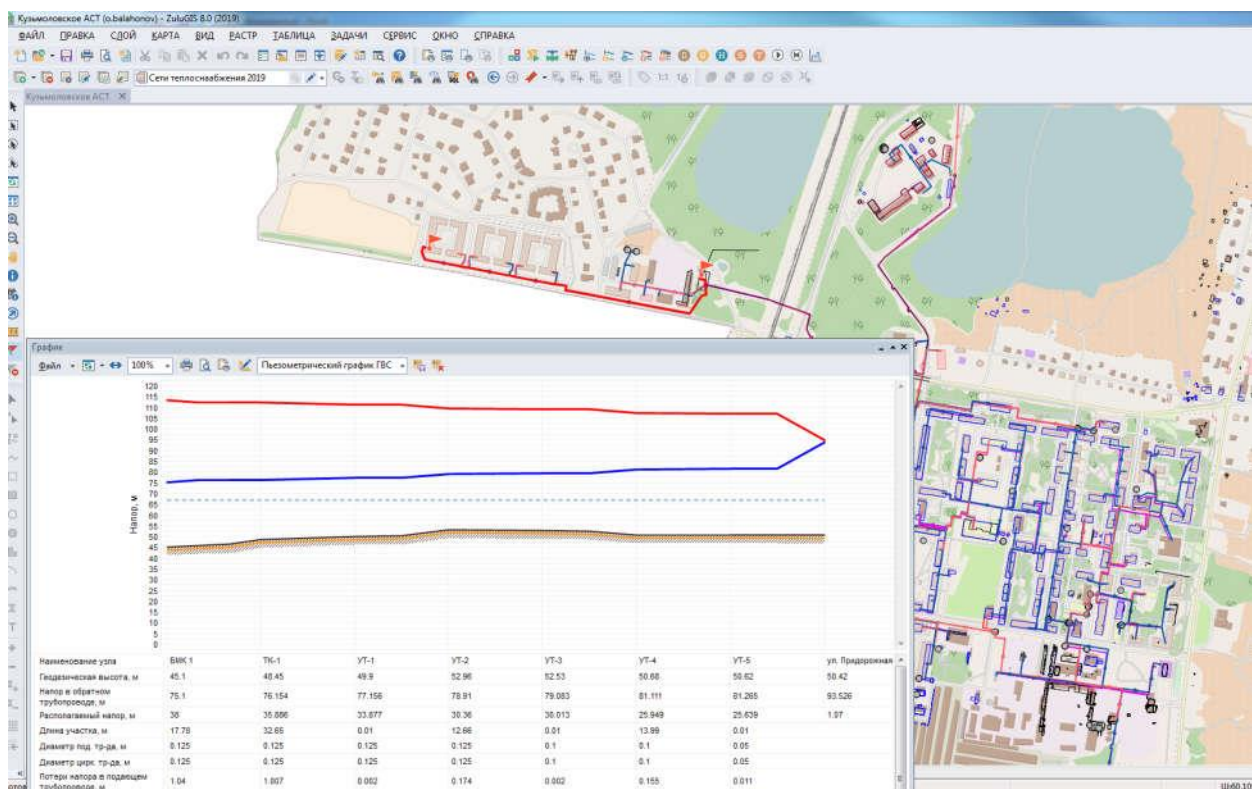 Кузьмоловское АСТ (o.balahonov) - ZuluGIS 8.0 (2019)
ФАЙЛ ПРАВКА СЛОЙ КАРТА ВИД РАСТР ТАБЛИЦА ЗАДАЧИ СЕРВИС ОКНО СПРАВКА
Сети теплоснабжения 2019
Кузьмоловское АСТ
График
Файл 100% Пьезометрический график ГВС
120
115
110
105
100
95
90
85
80
75
70
65
60
55
50
45
40
35
30
25
20
15
10
5
0
Напор, м
Наименование узла БМК 1 ТК-1 УТ-1 УТ-2 УТ-3 УТ-4 УТ-5 ул. Придорожная
Геодезическая высота, м 45.1 48.45 49.9 52.96 52.53 50.68 50.62 50.42
Напор в обратном
трубопроводе, м 75.1 76.154 77.156 78.91 79.083 81.111 81.265 93.526
Располагаемый напор, м 38 35.886 33.877 30.36 30.013 25.949 25.639 1.07
Длина участка, м 17.78 32.65 0.01 12.66 0.01 13.99 0.01
Диаметр под. тр-да, м 0.125 0.125 0.125 0.125 0.1 0.1 0.05
Диаметр цирк. тр-да, м 0.125 0.125 0.125 0.125 0.1 0.1 0.05
Потери напора в подающем
трубопроводе, м 1.04 1.007 0.002 0.174 0.002 0.155 0.011